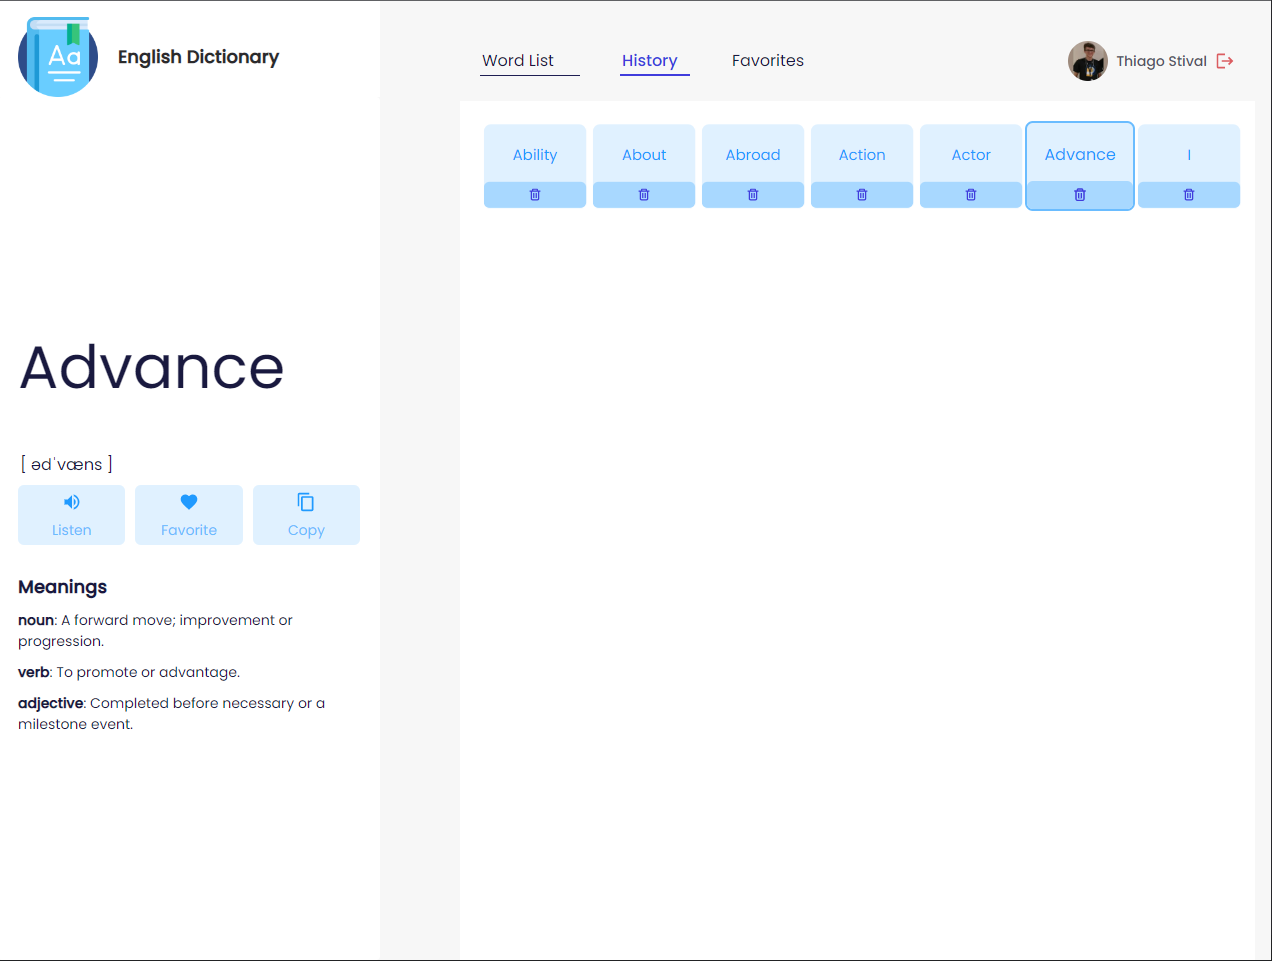 Aa
English Dictionary
Word List
History
Favorites
Thiago Stival
Ability
About
Abroad
Action
Actor
Advance
I
Advance
[ ədˈvæns ]
Listen
Favorite
Copy
Meanings
noun: A forward move; improvement or
progression.
verb: To promote or advantage.
adjective: Completed before necessary or a
milestone event.